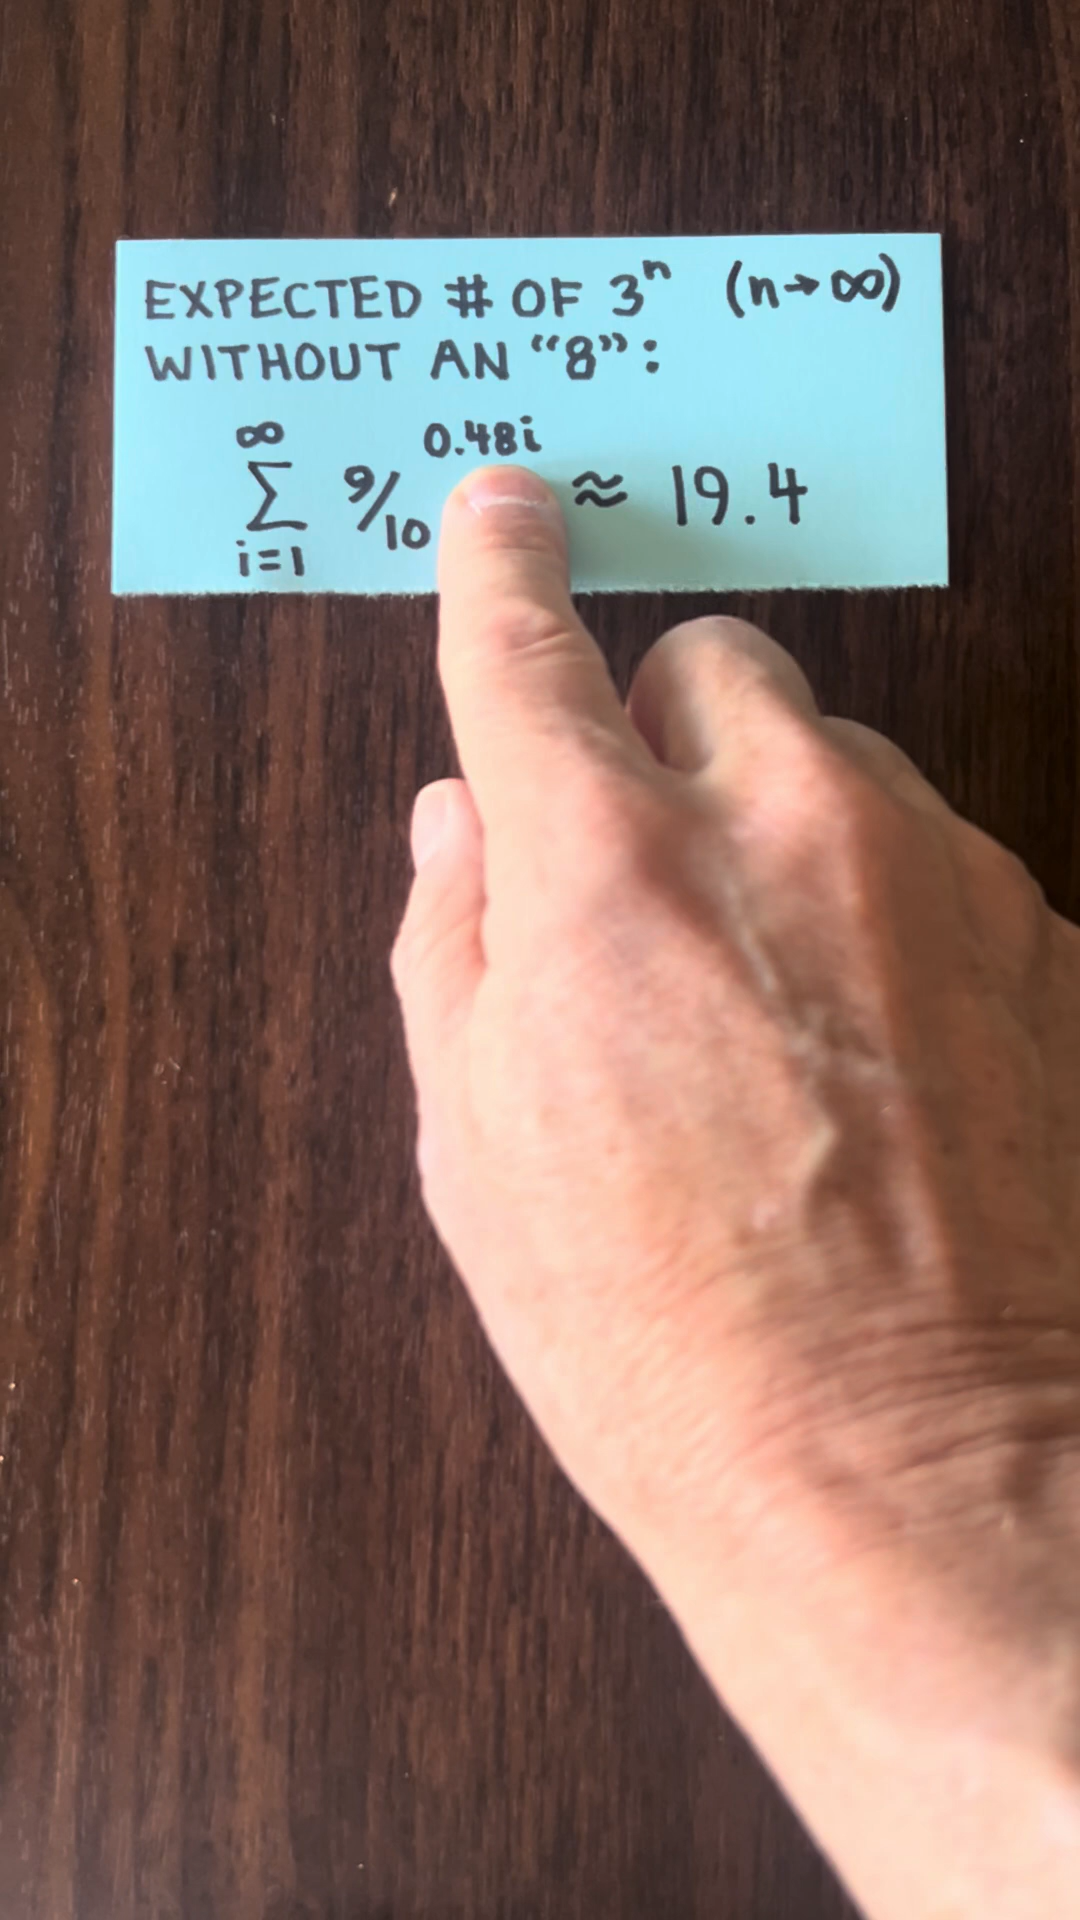 EXPECTED # OF 3ⁿ (n→∞)
WITHOUT AN “8”:
∞
∑ 9/10 0.48i ≈ 19.4
i=1